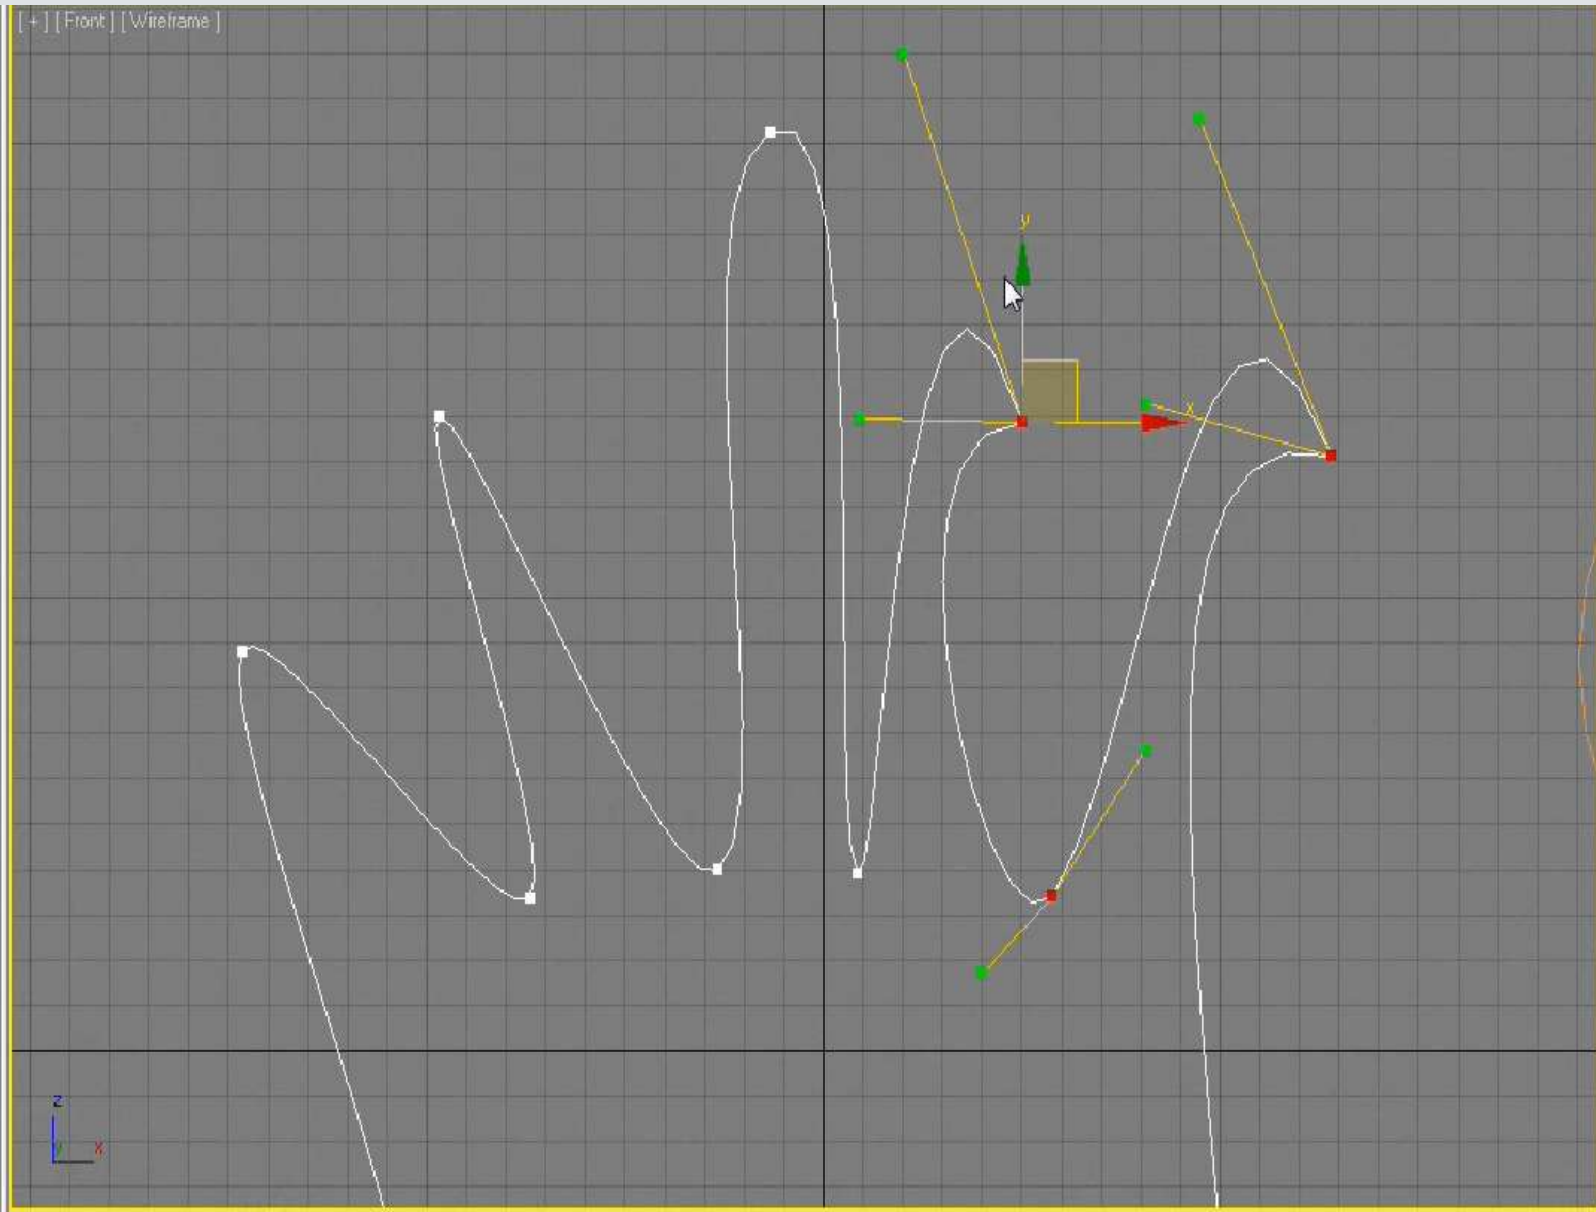 [ + ] [ Front ] [ Wireframe ]
y
x
z
y x